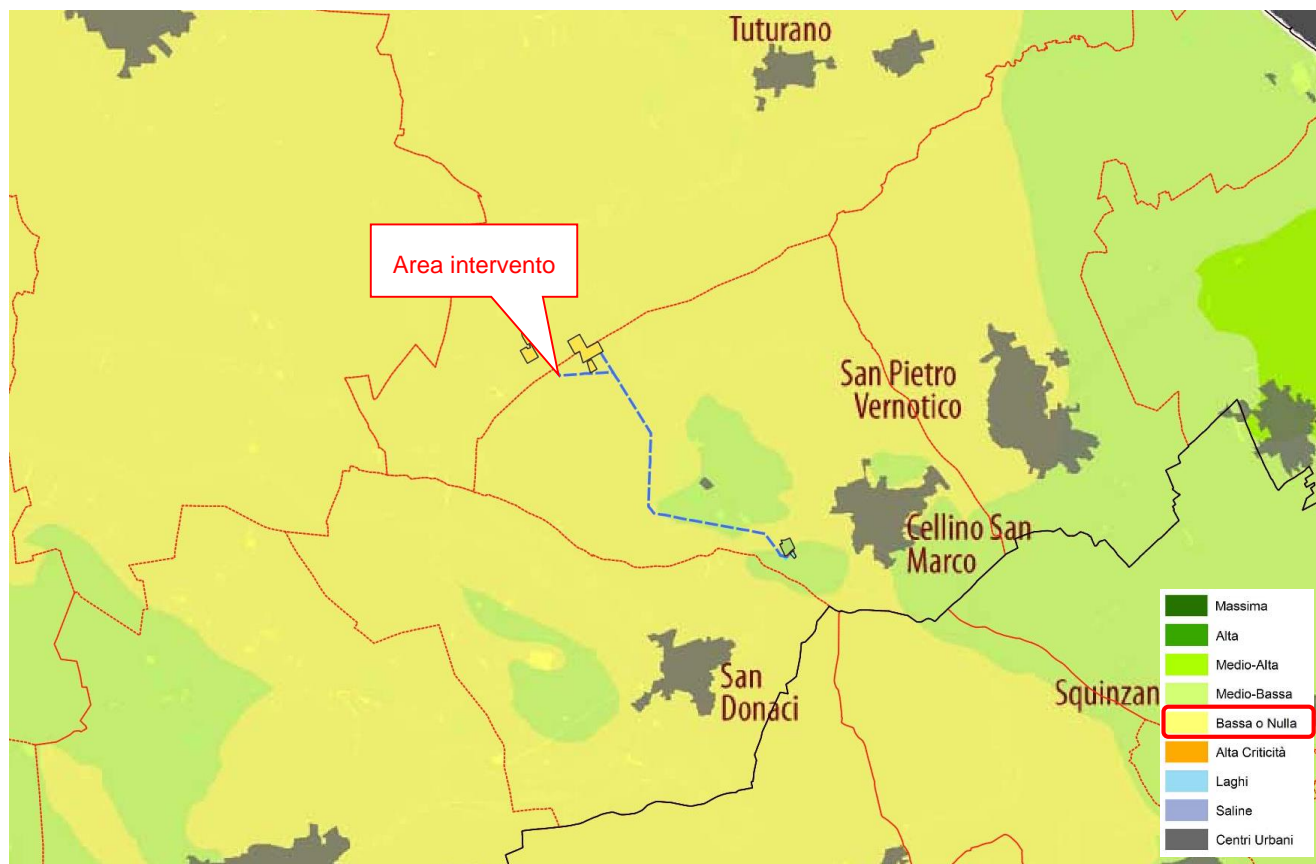 Tuturano
Area intervento
San Pietro
Vernotico
Cellino San
Marco
San
Donaci
Squinzan
Massima
Alta
Medio-Alta
Medio-Bassa
Bassa o Nulla
Alta Criticità
Laghi
Saline
Centri Urbani